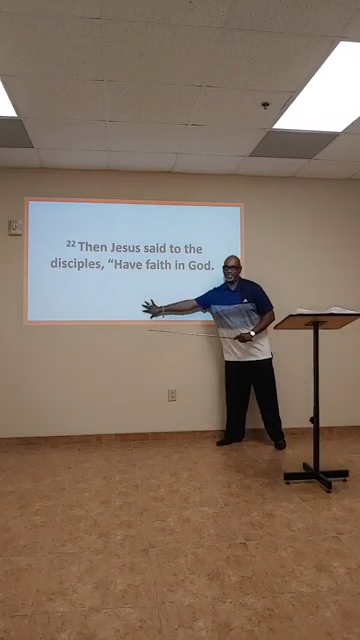 22 Then Jesus said to the
disciples, “Have faith in God.